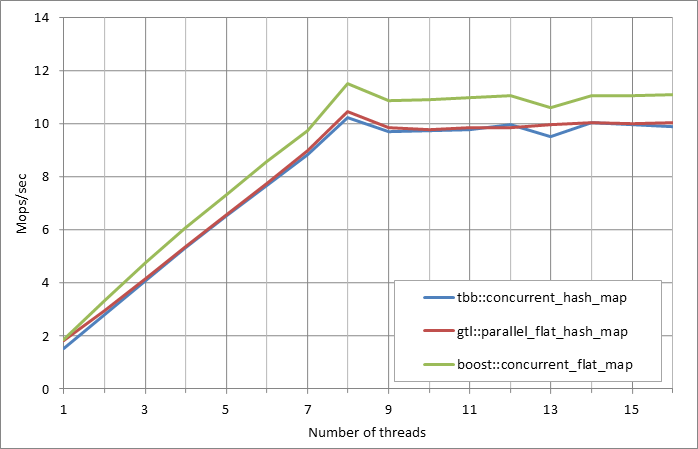 14
12
10
8
6
4
2
0
Mops/sec
tbb::concurrent_hash_map
gtl::parallel_flat_hash_map
boost::concurrent_flat_map
1 3 5 7 9 11 13 15
Number of threads